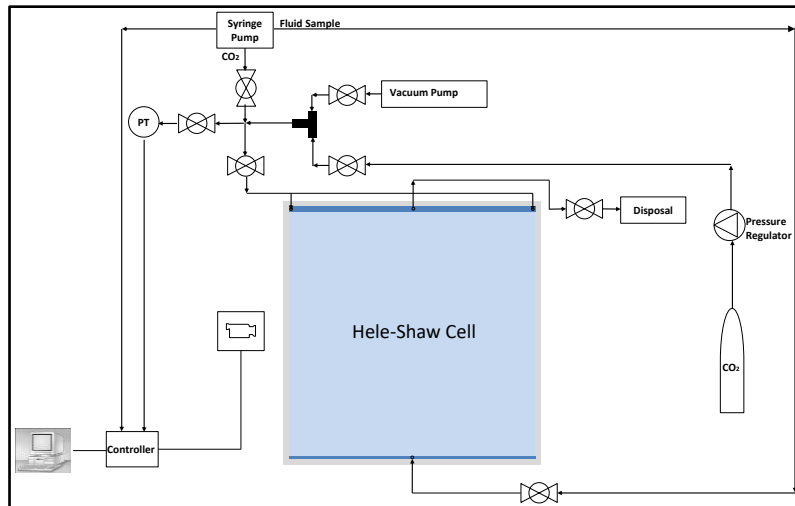 Syringe
Pump
Fluid Sample
CO₂
Vacuum Pump
PT
Disposal
Pressure
Regulator
Hele-Shaw Cell
CO₂
Controller